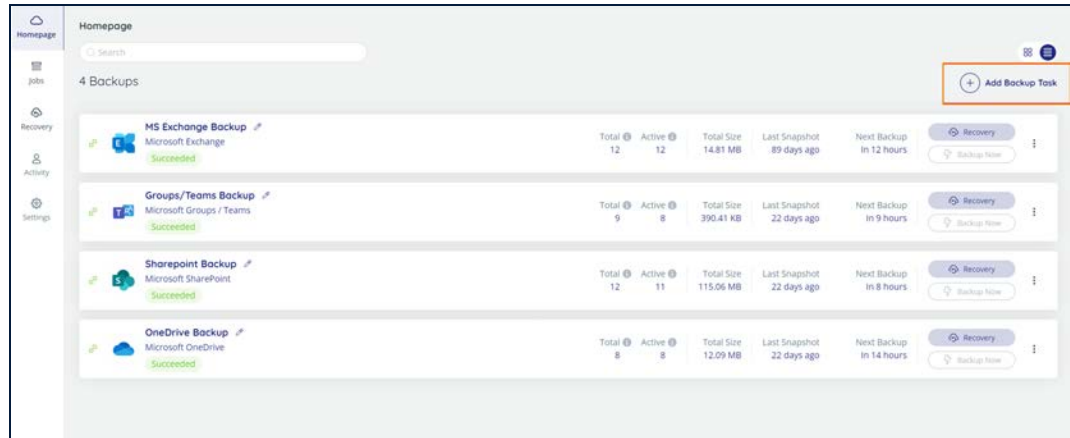 Homepage
Homepage
Search
Jobs
4 Backups
Add Backup Task
Recovery
Activity
Settings
MS Exchange Backup
Microsoft Exchange
Succeeded
Total Active Total Size Last Snapshot Next Backup
12 12 14.81 MB 89 days ago In 12 hours
Recovery
Backup Now
Groups/Teams Backup
Microsoft Groups / Teams
Succeeded
Total Active Total Size Last Snapshot Next Backup
9 8 390.41 KB 22 days ago In 9 hours
Recovery
Backup Now
Sharepoint Backup
Microsoft SharePoint
Succeeded
Total Active Total Size Last Snapshot Next Backup
12 11 115.06 MB 22 days ago In 8 hours
Recovery
Backup Now
OneDrive Backup
Microsoft OneDrive
Succeeded
Total Active Total Size Last Snapshot Next Backup
8 8 12.09 MB 22 days ago In 14 hours
Recovery
Backup Now